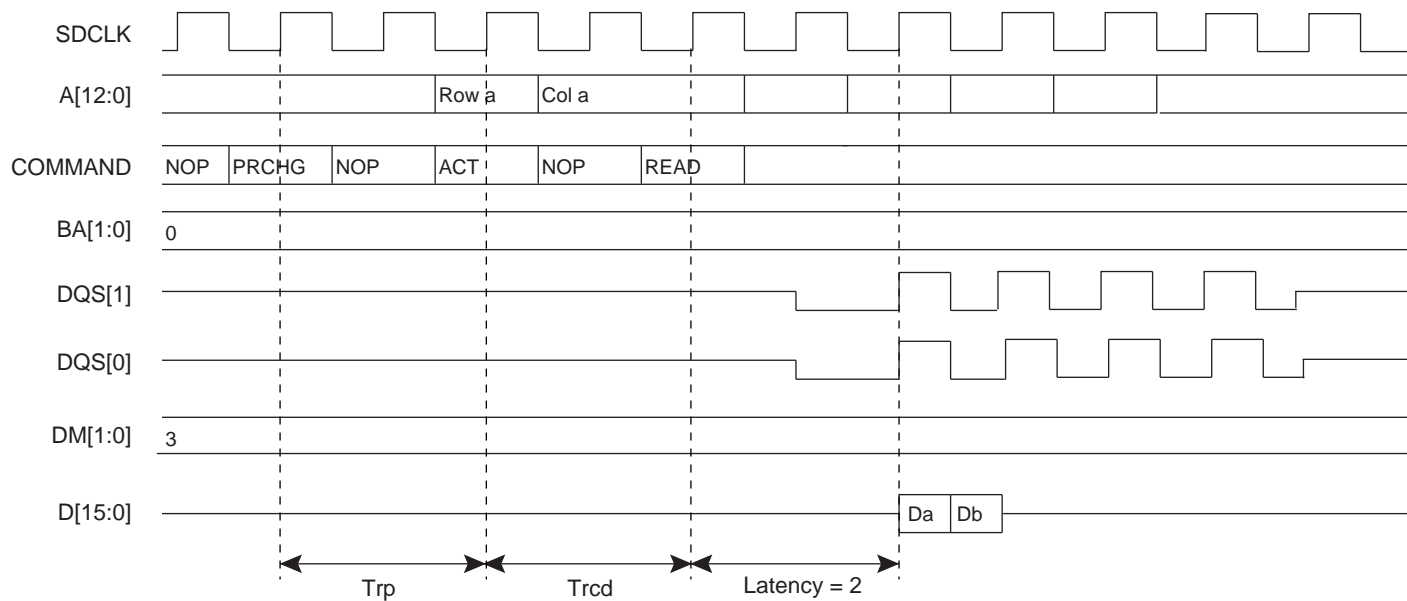 SDCLK
A[12:0] Row a Col a
COMMAND NOP PRCHG NOP ACT NOP READ
BA[1:0] 0
DQS[1]
DQS[0]
DM[1:0] 3
D[15:0] Da Db
Trp Trcd Latency = 2